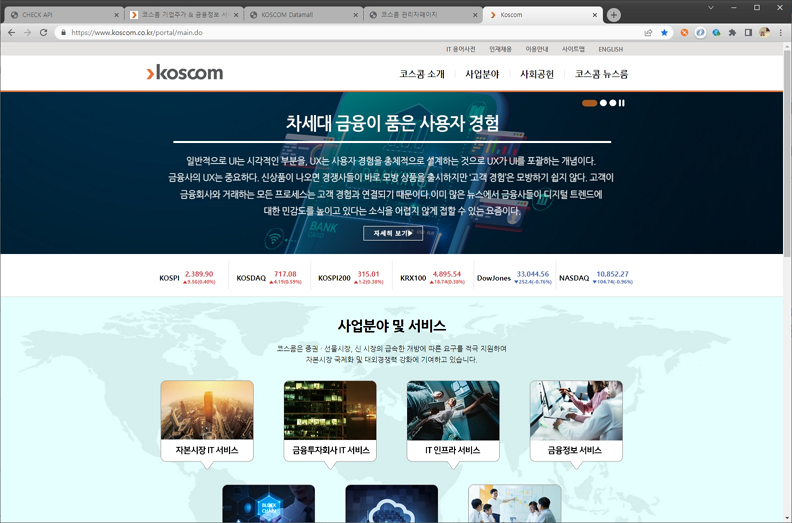 CHECK API
코스콤 기업주가 & 금융정보 서
KOSCOM Datamall
코스콤 관리자페이지
Koscom
https://www.koscom.co.kr/portal/main.do
IT 용어사전 인재채용 이용안내 사이트맵 ENGLISH
koscom
코스콤 소개 사업분야 사회공헌 코스콤 뉴스룸
차세대 금융이 품은 사용자 경험
일반적으로 UI는 시각적인 부분을, UX는 사용자 경험을 총체적으로 설계하는 것으로 UX가 UI를 포괄하는 개념이다.
금융사의 UX는 중요하다. 신상품이 나오면 경쟁사들이 바로 모방 상품을 출시하지만 '고객 경험'은 모방하기 쉽지 않다. 고객이
금융회사와 거래하는 모든 프로세스는 고객 경험과 연결되기 때문이다.이미 많은 뉴스에서 금융사들이 디지털 트렌드에
대한 민감도를 높이고 있다는 소식을 어렵지 않게 접할 수 있는 요즘이다.
BANK
자세히 보기▶
KOSPI 2,389.90 ▲9.56(0.40%)
KOSDAQ 717.08 ▲4.19(0.59%)
KOSPI200 315.01 ▲1.2(0.38%)
KRX100 4,895.54 ▲18.74(0.38%)
DowJones 33,044.56 ▼252.4(-0.76%)
NASDAQ 10,852.27 ▼104.74(-0.96%)
사업분야 및 서비스
코스콤은 증권 · 선물시장, 신 시장의 급속한 개방에 따른 요구를 적극 지원하여
자본시장 국제화 및 대외경쟁력 강화에 기여하고 있습니다.
자본시장 IT 서비스
금융투자회사 IT 서비스
IT 인프라 서비스
금융정보 서비스
BLOCK
CHAIN